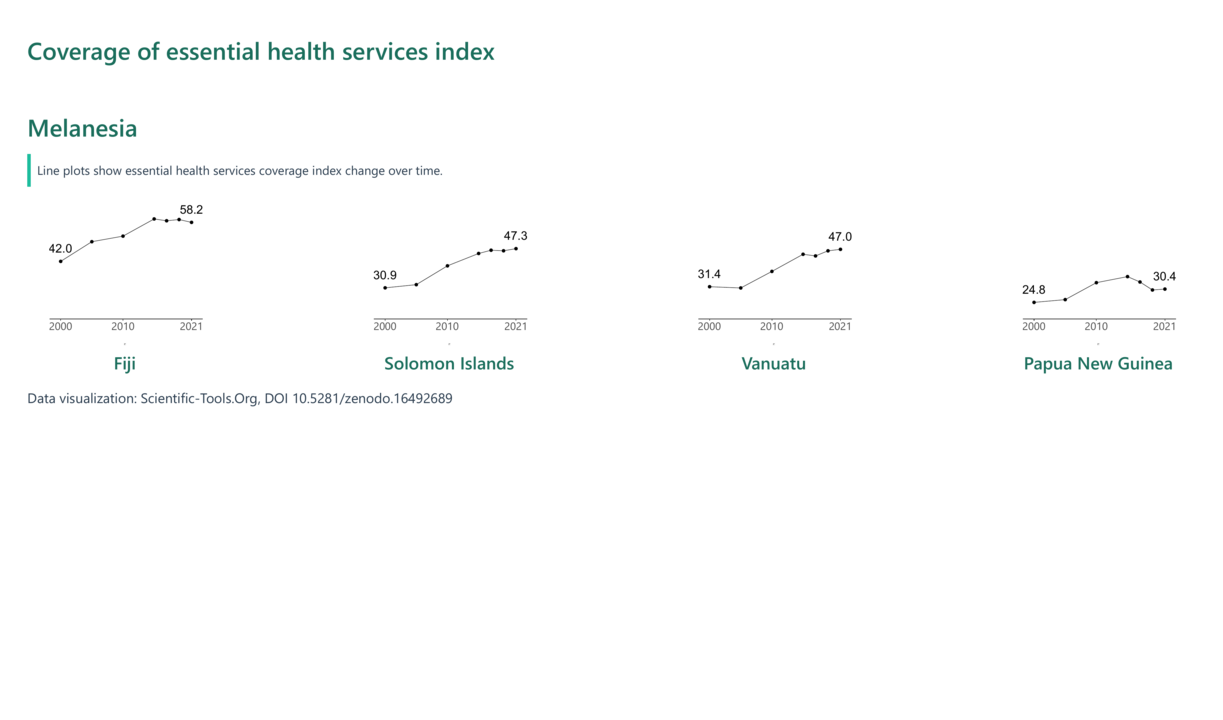 Coverage of essential health services index
Melanesia
Line plots show essential health services coverage index change over time.
42.0 58.2
2000 2010 2021
Fiji
30.9 47.3
2000 2010 2021
Solomon Islands
31.4 47.0
2000 2010 2021
Vanuatu
24.8 30.4
2000 2010 2021
Papua New Guinea
Data visualization: Scientific-Tools.Org, DOI 10.5281/zenodo.16492689